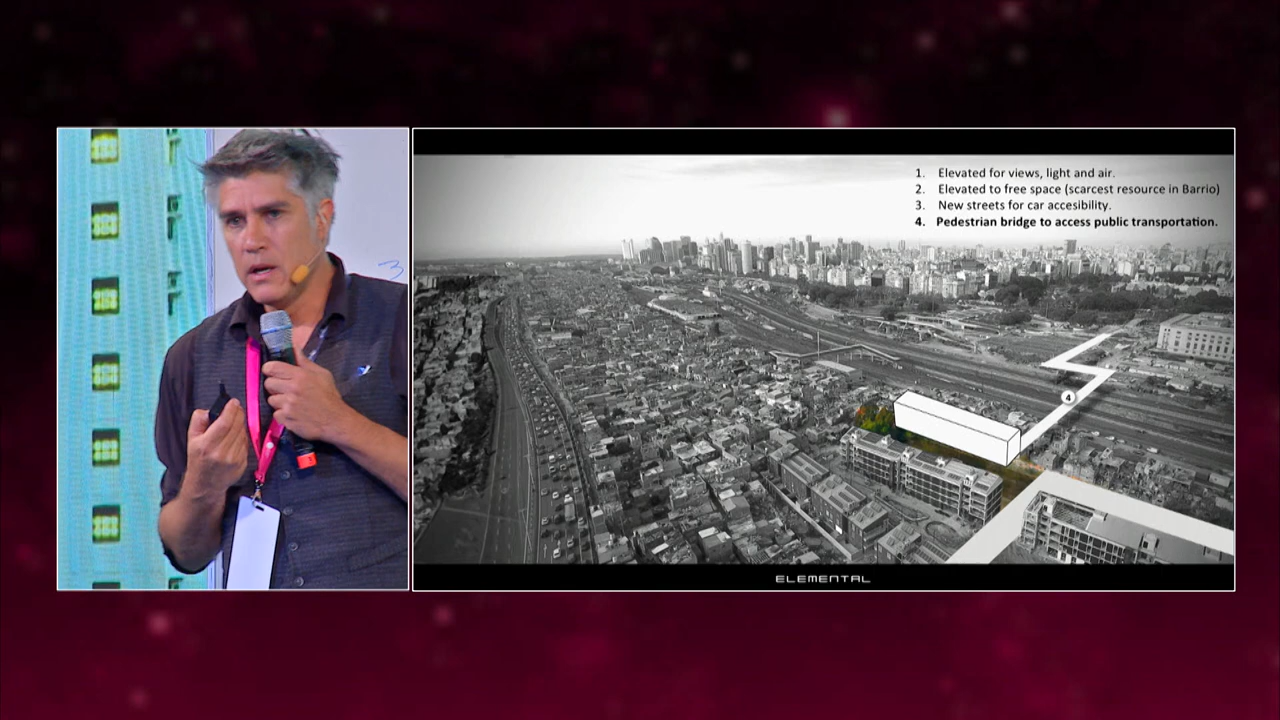 1. Elevated for views, light and air.
2. Elevated to free space (scarcest resource in Barrio)
3. New streets for car accesibility.
4. Pedestrian bridge to access public transportation.
4
ELEMENTAL